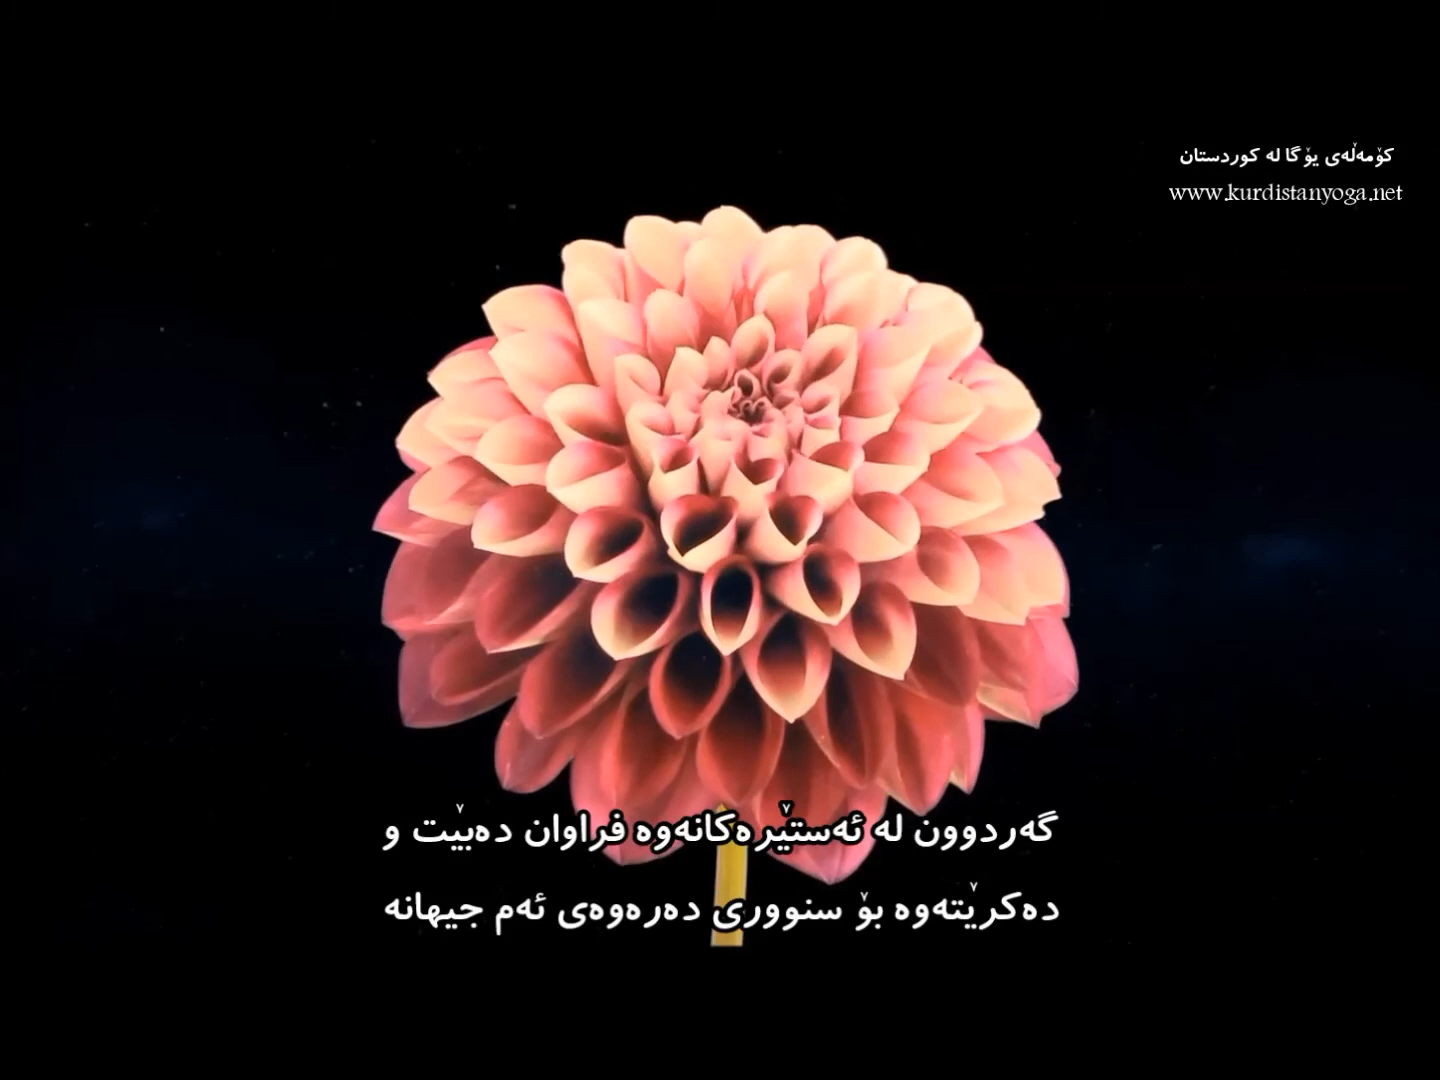 کۆمەڵەی یۆگا لە کوردستان
www.kurdistanyoga.net
گەردوون لە ئەستێرەکانەوە فراوان دەبێت و
دەکرێتەوە بۆ سنووری دەرەوەی ئەم جیهانە